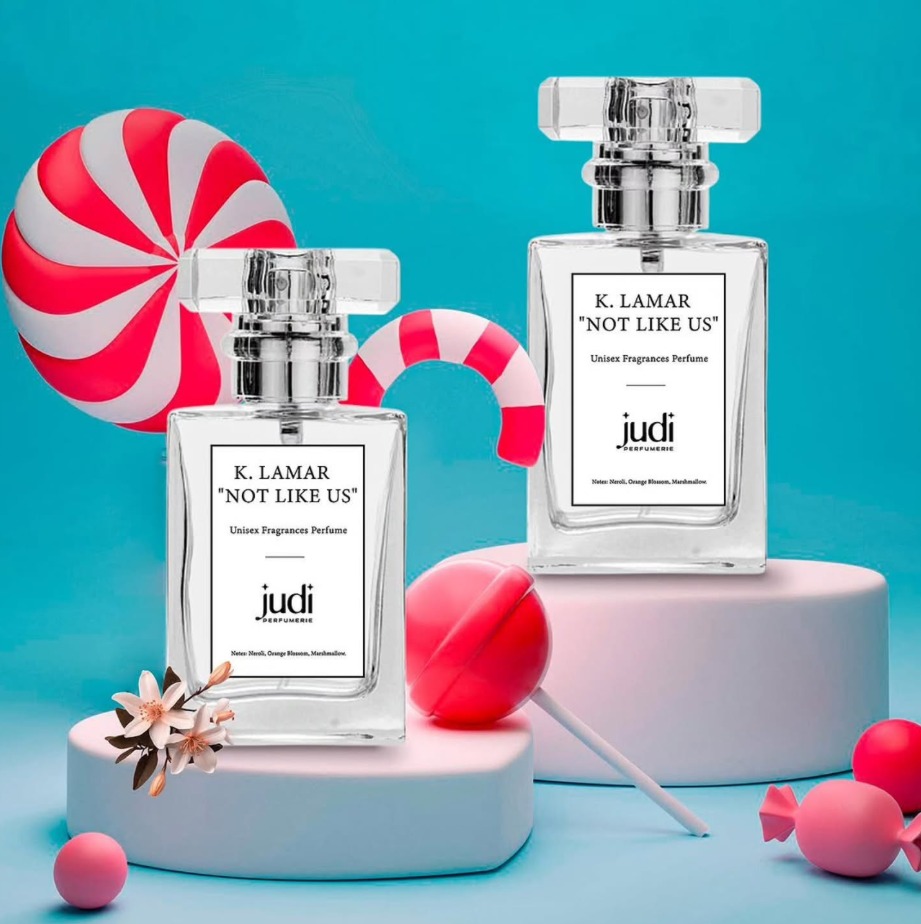 K. LAMAR
"NOT LIKE US"
Unisex Fragrances Perfume
judi
PERFUMERIE
Notes: Neroli, Orange Blossom, Marshmallow.
K. LAMAR
"NOT LIKE US"
Unisex Fragrances Perfume
judi
PERFUMERIE
Notes: Neroli, Orange Blossom, Marshmallow.